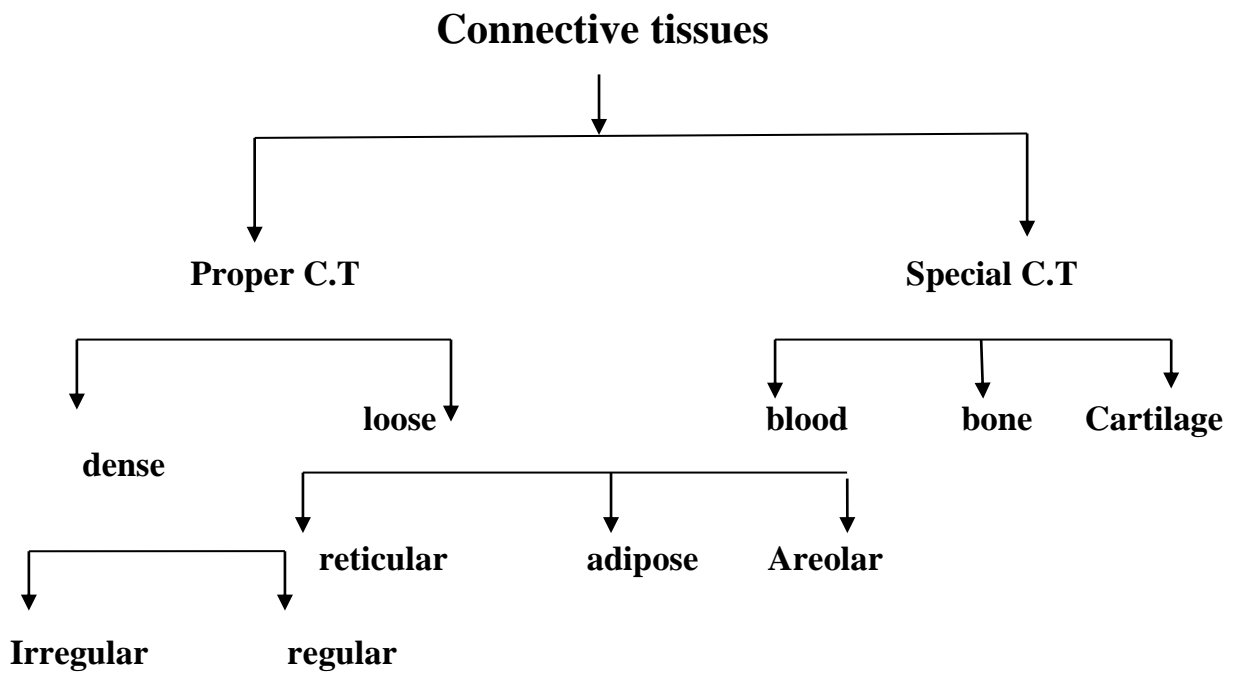 Connective tissues
Proper C.T
Special C.T
loose
blood
bone
Cartilage
dense
reticular
adipose
Areolar
Irregular
regular